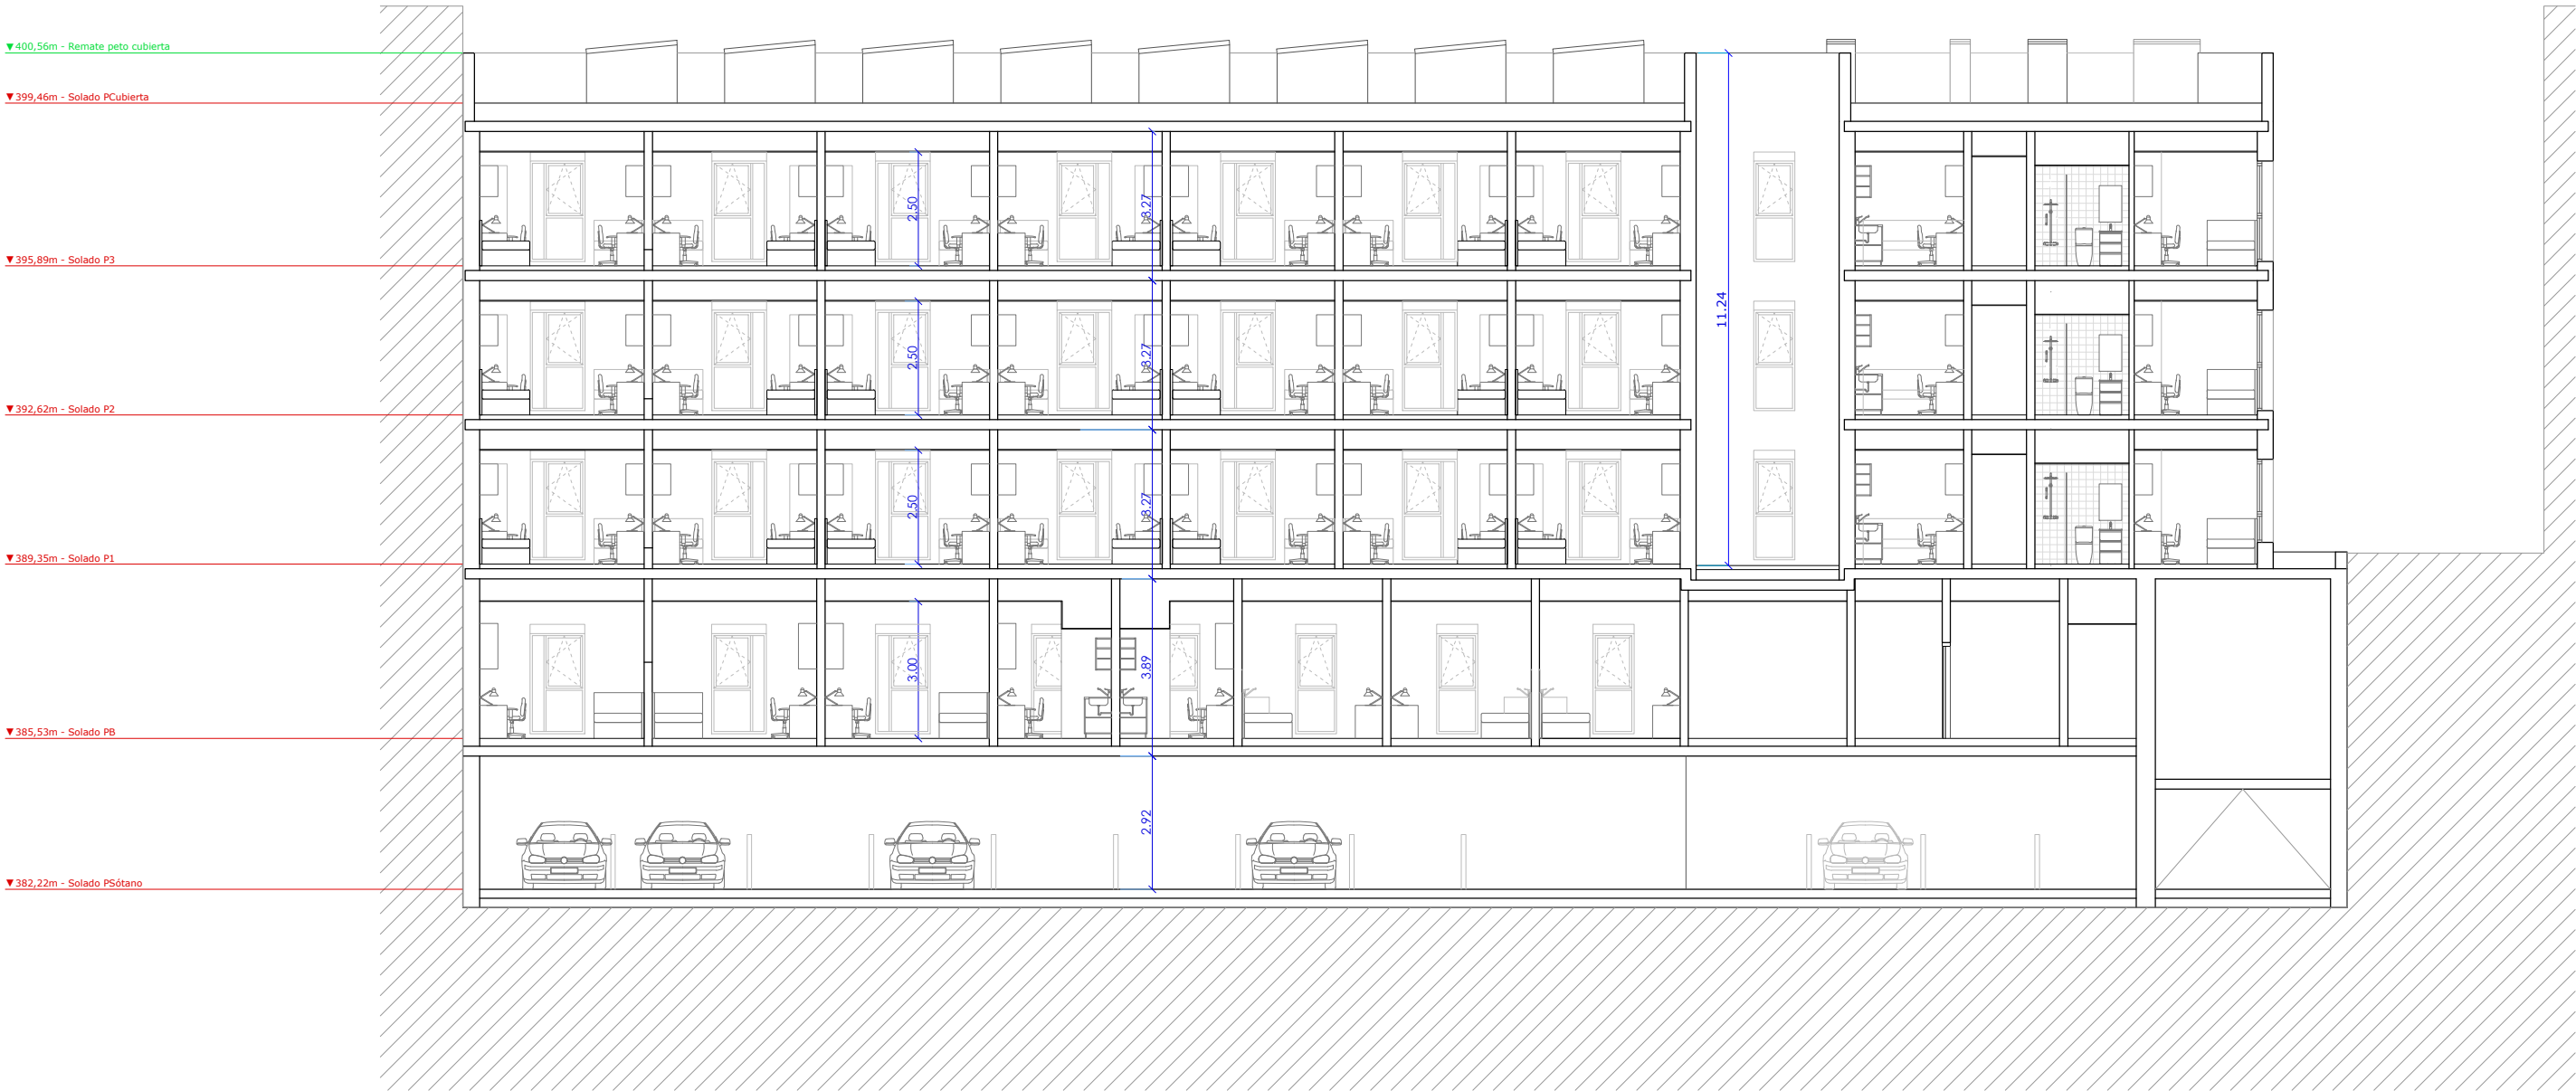 ▼400,56m - Remate peto cubierta
▼399,46m - Solado PCubierta
2.50
3.27
▼395,89m - Solado P3
11.24
2.50
3.27
▼392,62m - Solado P2
2.50
3.27
▼389,35m - Solado P1
3.00
3.89
▼385,53m - Solado PB
2.92
▼382,22m - Solado PSótano